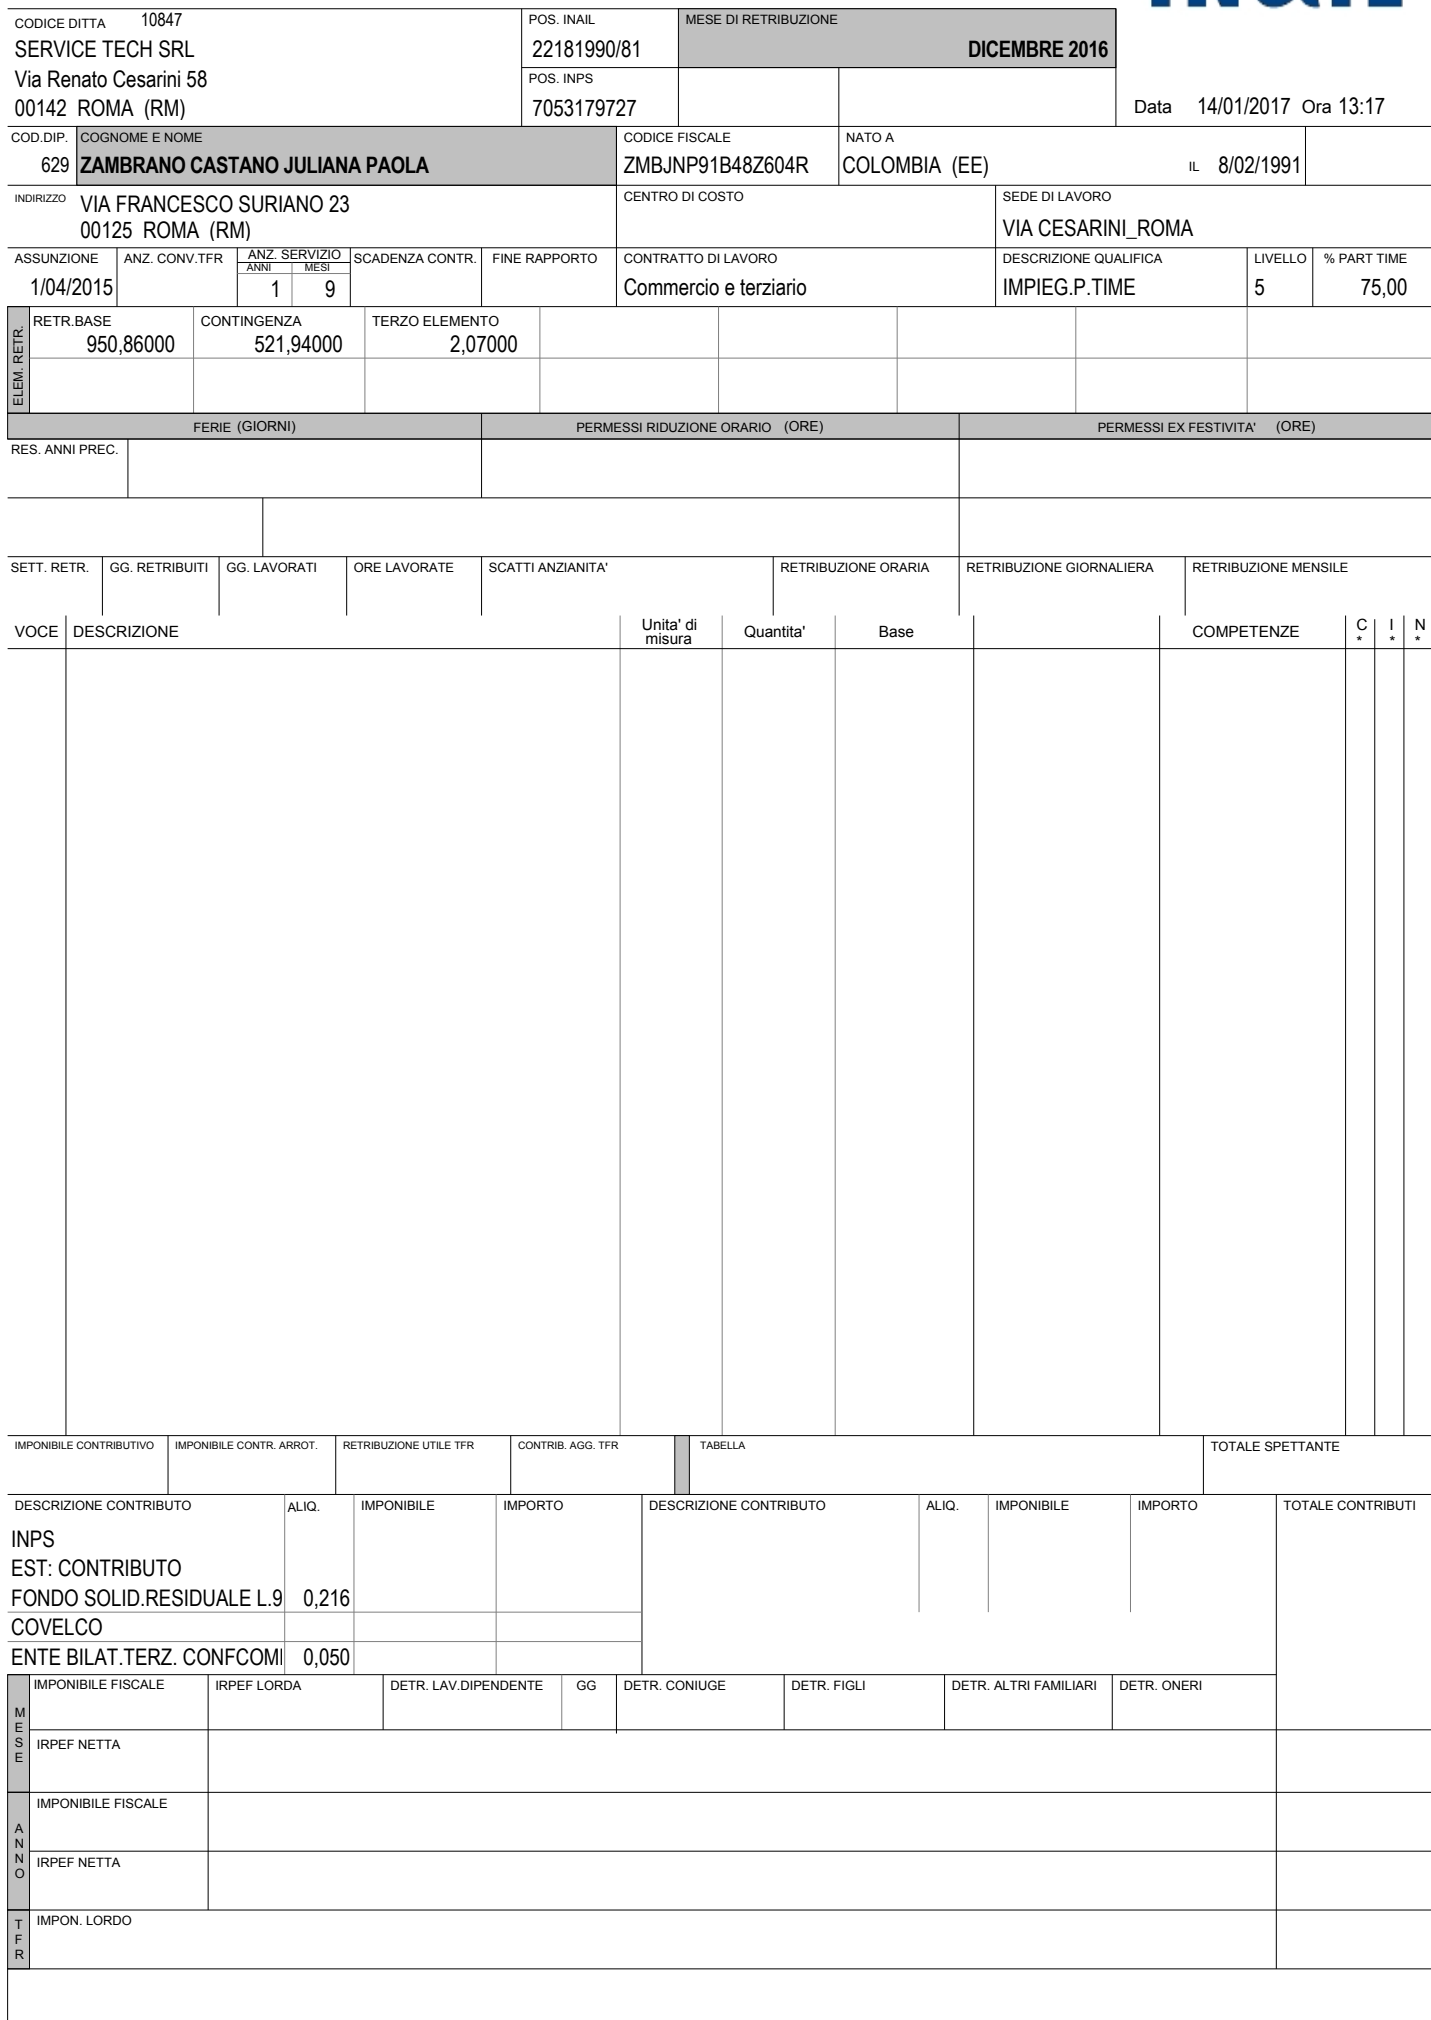 CODICE DITTA 10847
SERVICE TECH SRL
Via Renato Cesarini 58
00142 ROMA (RM)
POS. INAIL
22181990/81
POS. INPS
7053179727
MESE DI RETRIBUZIONE
DICEMBRE 2016
Data 14/01/2017 Ora 13:17
COD.DIP. COGNOME E NOME CODICE FISCALE NATO A
629 ZAMBRANO CASTANO JULIANA PAOLA ZMBJNP91B48Z604R COLOMBIA (EE) IL 8/02/1991
INDIRIZZO VIA FRANCESCO SURIANO 23
00125 ROMA (RM)
CENTRO DI COSTO
SEDE DI LAVORO
VIA CESARINI_ROMA
ASSUNZIONE ANZ. CONV.TFR ANZ. SERVIZIO SCADENZA CONTR. FINE RAPPORTO CONTRATTO DI LAVORO DESCRIZIONE QUALIFICA LIVELLO % PART TIME
ANNI MESI
1/04/2015 1 9 Commercio e terziario IMPIEG.P.TIME 5 75,00
ELEM. RETR.
RETR.BASE CONTINGENZA TERZO ELEMENTO
950,86000 521,94000 2,07000
FERIE (GIORNI) PERMESSI RIDUZIONE ORARIO (ORE) PERMESSI EX FESTIVITA' (ORE)
RES. ANNI PREC.
SETT. RETR. GG. RETRIBUITI GG. LAVORATI ORE LAVORATE SCATTI ANZIANITA' RETRIBUZIONE ORARIA RETRIBUZIONE GIORNALIERA RETRIBUZIONE MENSILE
VOCE DESCRIZIONE Unita' di misura Quantita' Base COMPETENZE C * I * N *
IMPONIBILE CONTRIBUTIVO IMPONIBILE CONTR. ARROT. RETRIBUZIONE UTILE TFR CONTRIB. AGG. TFR TABELLA TOTALE SPETTANTE
DESCRIZIONE CONTRIBUTO ALIQ. IMPONIBILE IMPORTO DESCRIZIONE CONTRIBUTO ALIQ. IMPONIBILE IMPORTO TOTALE CONTRIBUTI
INPS
EST: CONTRIBUTO
FONDO SOLID.RESIDUALE L.9 0,216
COVELCO
ENTE BILAT.TERZ. CONFCOM 0,050
MESE
IMPONIBILE FISCALE IRPEF LORDA DETR. LAV.DIPENDENTE GG DETR. CONIUGE DETR. FIGLI DETR. ALTRI FAMILIARI DETR. ONERI
IRPEF NETTA
ANNO
IMPONIBILE FISCALE
IRPEF NETTA
TFR
IMPON. LORDO